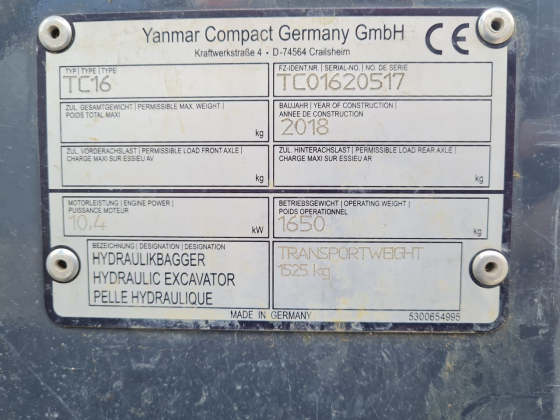 Yanmar Compact Germany GmbH
Kraftwerkstraße 4 • D-74564 Crailsheim
CE
TYP | TYPE | TYPE
TC16
FZ-IDENT.NR. | SERIAL-NO. | NO. DE SERIE
TC01620517
ZUL. GESAMTGEWICHT | PERMISSIBLE MAX. WEIGHT |
POIDS TOTAL MAXI
kg
BAUJAHR | YEAR OF CONSTRUCTION |
ANNEE DE CONSTRUCTION
2018
ZUL. VORDERACHSLAST | PERMISSIBLE LOAD FRONT AXLE |
CHARGE MAXI SUR ESSIEU AV
kg
ZUL. HINTERACHSLAST | PERMISSIBLE LOAD REAR AXLE |
CHARGE MAXI SUR ESSIEU AR
kg
MOTORLEISTUNG | ENGINE POWER |
PUISSANCE MOTEUR
10.4
kW
BETRIEBSGEWICHT | OPERATING WEIGHT |
POIDS OPERATIONNEL
1650
kg
BEZEICHNUNG | DESIGNATION | DESIGNATION
HYDRAULIKBAGGER
HYDRAULIC EXCAVATOR
PELLE HYDRAULIQUE
TRANSPORTWEIGHT
1525 kg
MADE IN GERMANY
5300654995